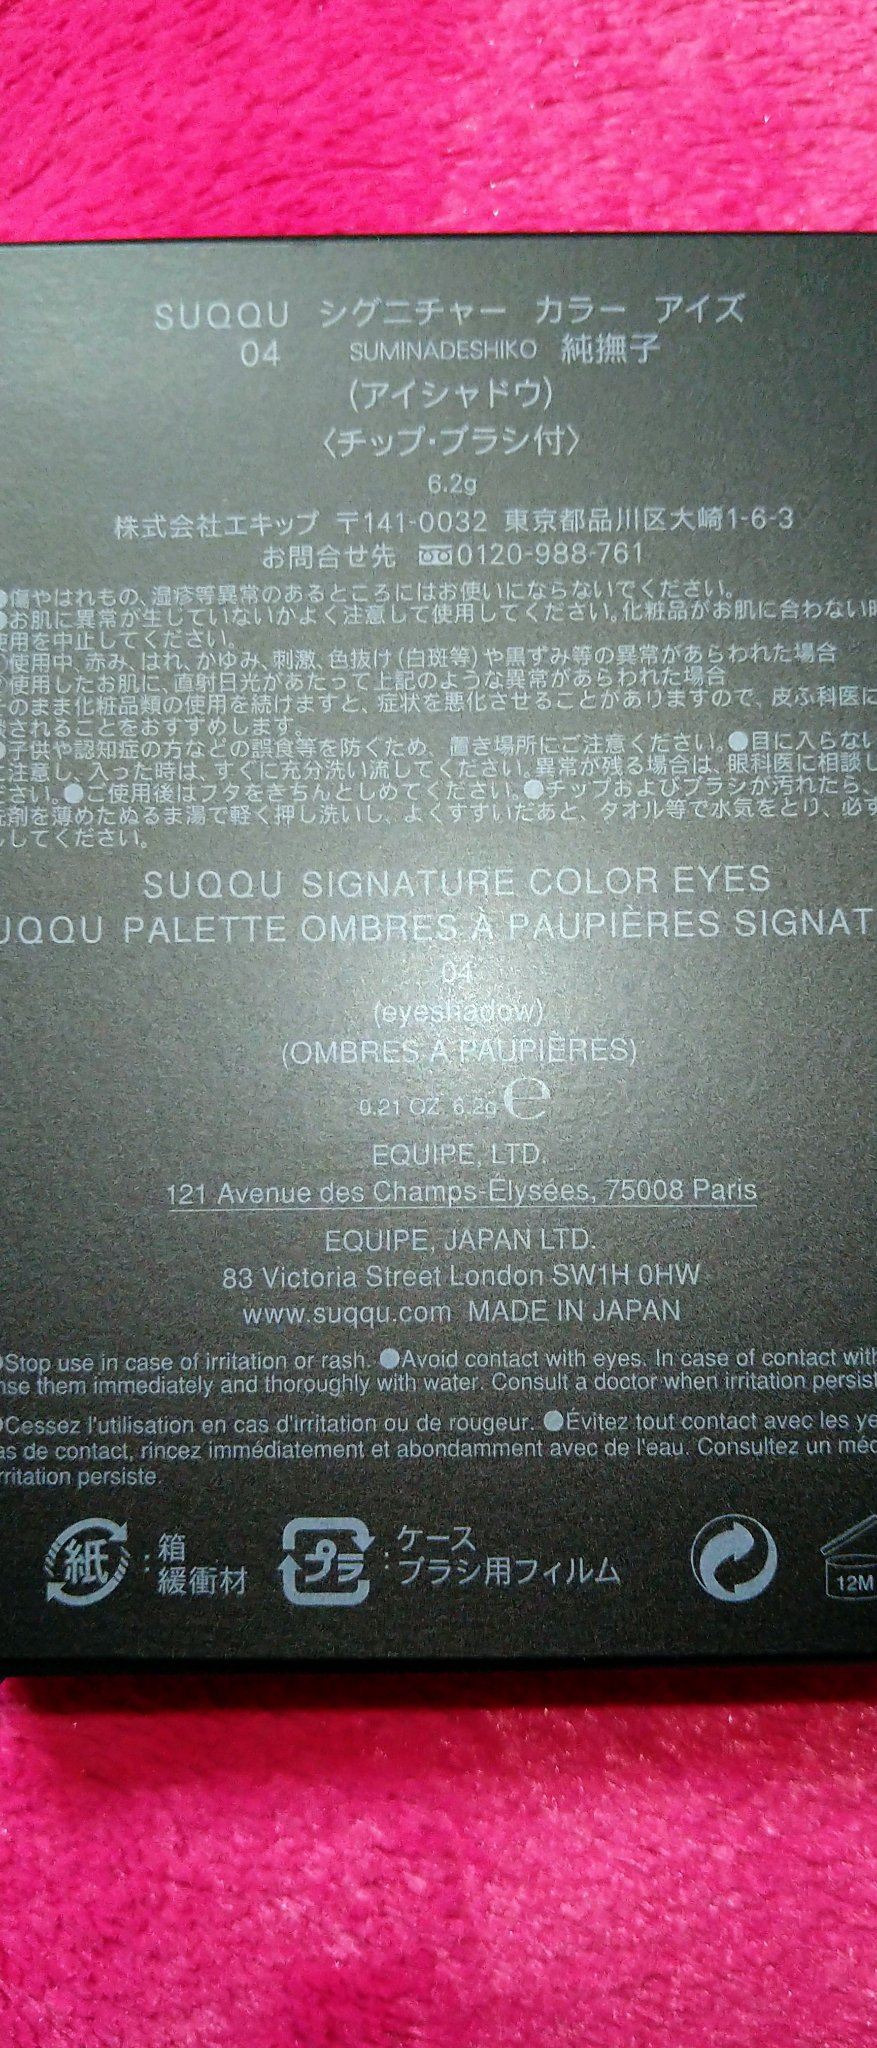 SUQQU シグニチャー カラー アイズ
04 SUMINADESHIKO 純撫子
(アイシャドウ)
〈チップ・ブラシ付〉
6.2g
株式会社エキップ 〒141-0032 東京都品川区大崎1-6-3
お問合せ先 0120-988-761
●傷やはれもの、湿疹等異常のあるところにはお使いにならないでください。
●お肌に異常が生じていないかよく注意して使用してください。化粧品がお肌に合わない時
使用を中止してください。
①使用中、赤み、はれ、かゆみ、刺激、色抜け(白斑等)や黒ずみ等の異常があらわれた場合
②使用したお肌に、直射日光があたって上記のような異常があらわれた場合
そのまま化粧品類の使用を続けますと、症状を悪化させることがありますので、皮ふ科医に
談されることをおすすめします。
●子供や認知症の方などの誤食等を防ぐため、置き場所にご注意ください。●目に入らない
注意し、入った時は、すぐに充分洗い流してください。異常が残る場合は、眼科医に相談し
ださい。●ご使用後はフタをきちんとしめてください。●チップおよびブラシが汚れたら、
洗剤を薄めたぬるま湯で軽く押し洗いし、よくすすいだあと、タオル等で水気をとり、必ず
してください。
SUQQU SIGNATURE COLOR EYES
UQQU PALETTE OMBRES À PAUPIÈRES SIGNAT
04
(eyeshadow)
(OMBRES À PAUPIÈRES)
0.21 OZ. 6.2g ℮
EQUIPE, LTD.
121 Avenue des Champs-Élysées, 75008 Paris
EQUIPE, JAPAN LTD.
83 Victoria Street London SW1H 0HW
www.suqqu.com MADE IN JAPAN
●Stop use in case of irritation or rash. ●Avoid contact with eyes. In case of contact with
nse them immediately and thoroughly with water. Consult a doctor when irritation persist
●Cessez l'utilisation en cas d'irritation ou de rougeur. ●Évitez tout contact avec les ye
as de contact, rincez immédiatement et abondamment avec de l'eau. Consultez un méd
rritation persiste.
紙 : 箱
緩衝材
プラ : ケース
ブラシ用フィルム
12M